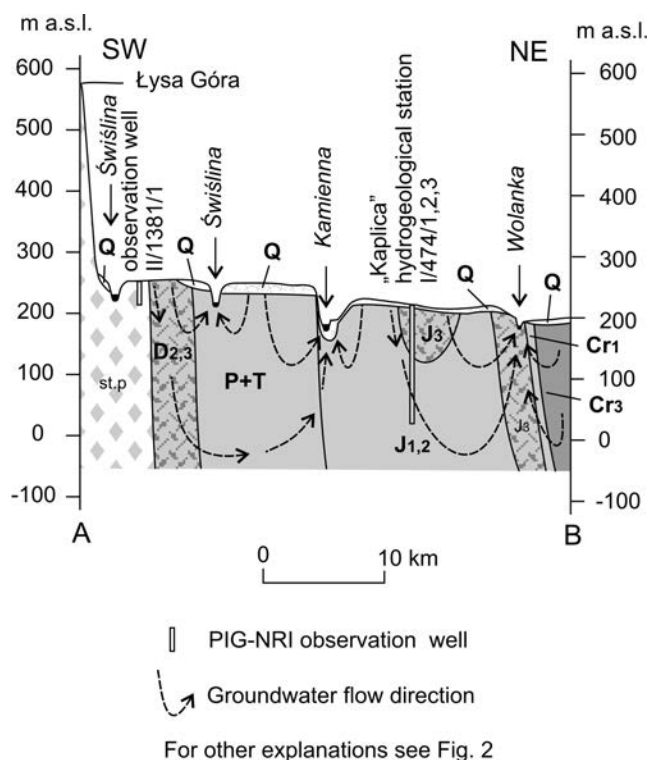 m a.s.l.
SW
NE
m a.s.l.
600
500
400
300
200
100
0
-100
Łysa Góra
Świślina
observation well
II/1381/1
Świślina
Kamienna
„Kaplica”
hydrogeological station
I/474/1,2,3
Wolanka
600
500
400
300
200
100
0
-100
Q
Q
Q
Q
Q
st.p
D2,3
P+T
J3
J1,2
J3
Cr1
Cr3
A
B
0 10 km
PIG-NRI observation well
Groundwater flow direction
For other explanations see Fig. 2